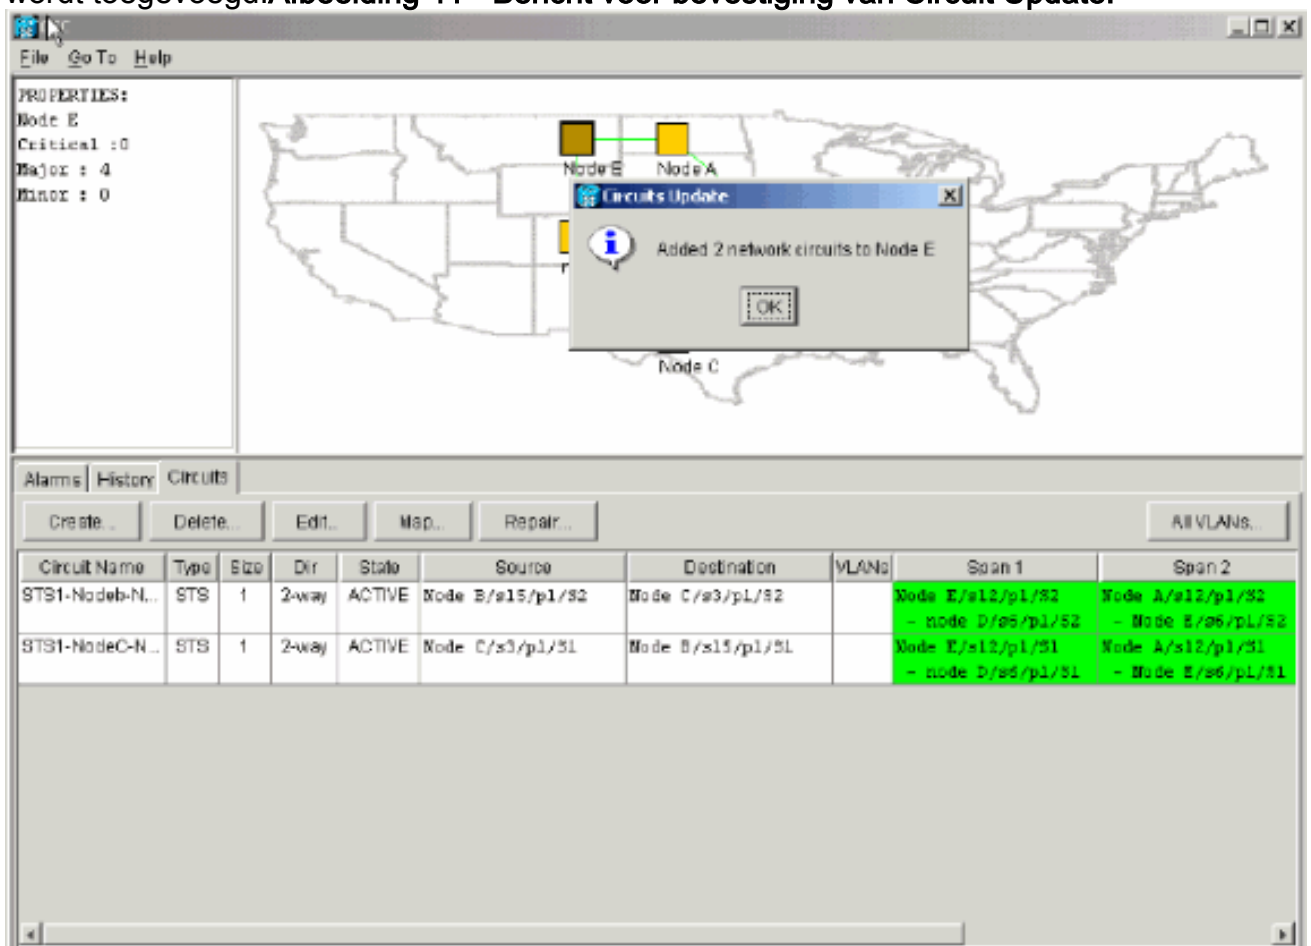 wordt toegevoegd.Afbeelding 44 - Bericht voor bevestiging van Circuit Update.
File Go To Help
PROPERTIES:
Node E
Critical :0
Major : 4
Minor : 0
Node E Node A
Circuits Update
Added 2 network circuits to Node E
OK
Node C
Alarms History Circuits
Create... Delete... Edit... Map... Repair... All VLANs...
Circuit Name Type Size Dir State Source Destination VLANs Span 1 Span 2
STS1-Nodeb-N... STS 1 2-way ACTIVE Node B/s15/p1/S2 Node C/s3/p1/S2 Node E/s12/p1/S2 Node A/s12/p1/S2
- node D/s6/p1/S2 - Node E/s6/p1/S2
STS1-NodeC-N... STS 1 2-way ACTIVE Node C/s3/p1/S1 Node B/s15/p1/S1 Node E/s12/p1/S1 Node A/s12/p1/S1
- node D/s6/p1/S1 - Node E/s6/p1/S1